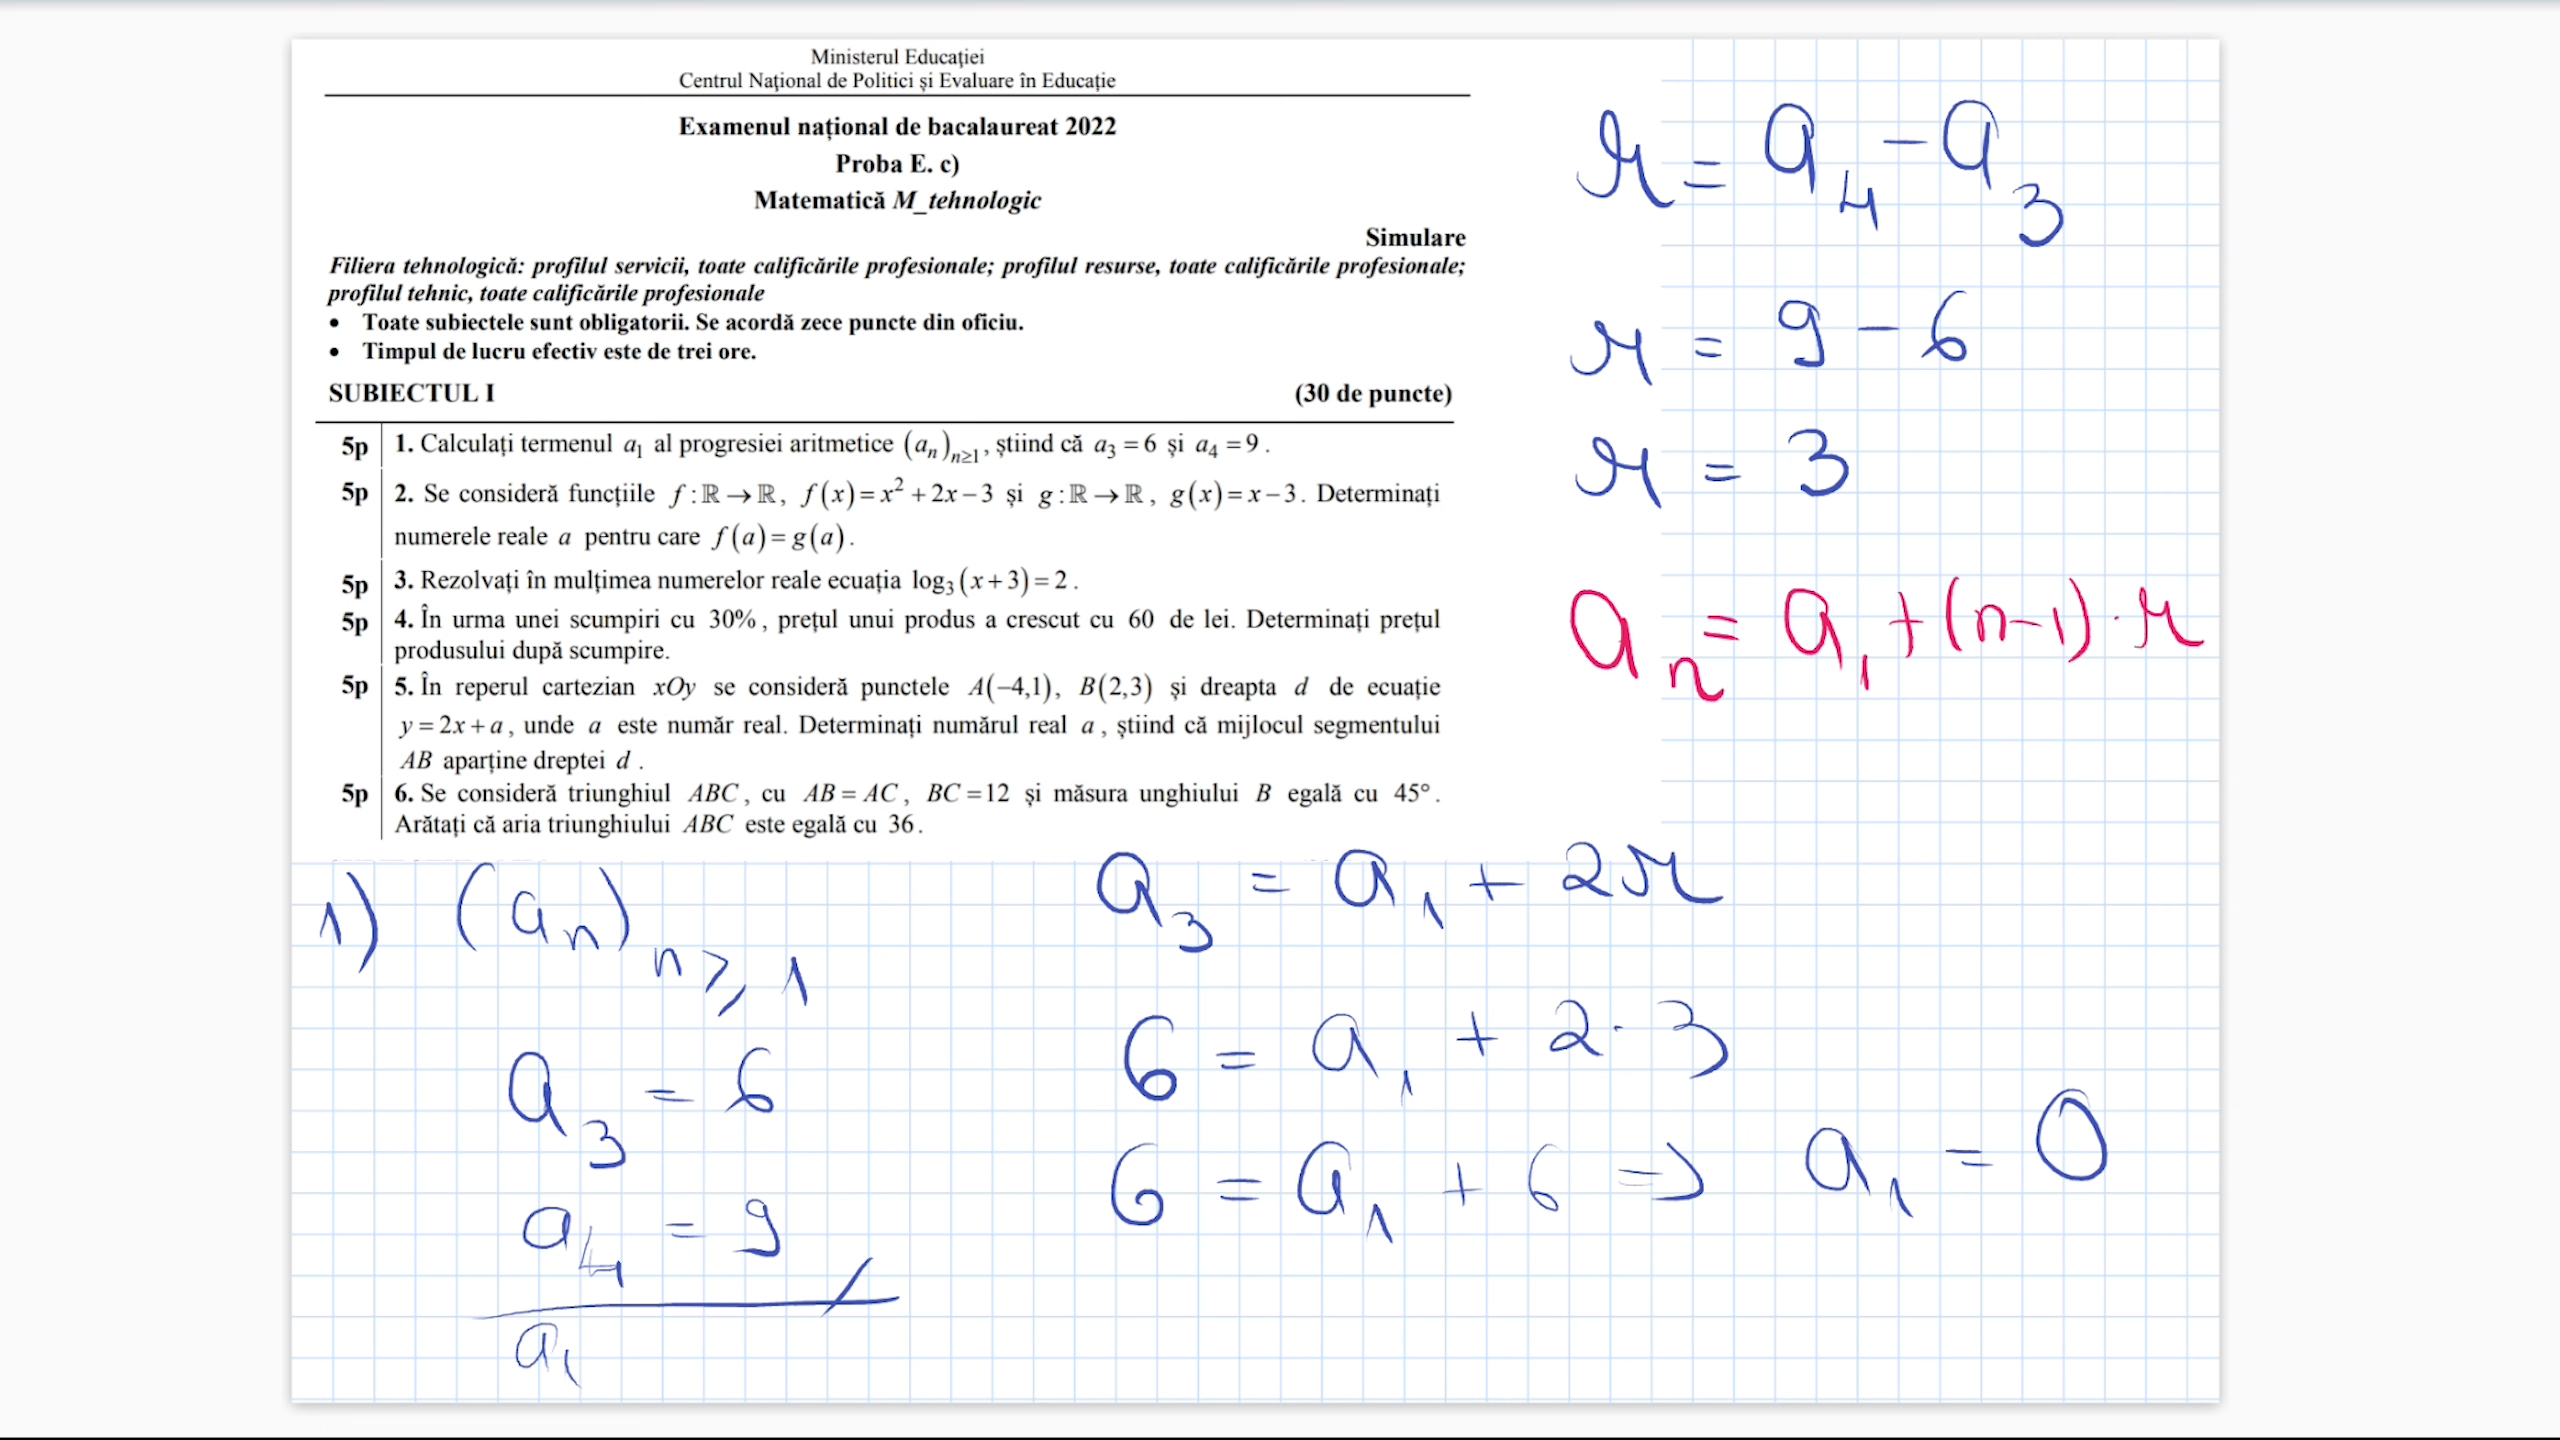 Ministerul Educației
Centrul Național de Politici și Evaluare în Educație
Examenul național de bacalaureat 2022
Proba E. c)
Matematică M_tehnologic
Simulare
Filiera tehnologică: profilul servicii, toate calificările profesionale; profilul resurse, toate calificările profesionale;
profilul tehnic, toate calificările profesionale
• Toate subiectele sunt obligatorii. Se acordă zece puncte din oficiu.
• Timpul de lucru efectiv este de trei ore.
SUBIECTUL I (30 de puncte)
5p 1. Calculați termenul a₁ al progresiei aritmetice (aₙ)ₙ≥₁, știind că a₃ = 6 și a₄ = 9.
5p 2. Se consideră funcțiile f : ℝ → ℝ, f(x) = x² + 2x − 3 și g : ℝ → ℝ, g(x) = x − 3. Determinați
numerele reale a pentru care f(a) = g(a).
5p 3. Rezolvați în mulțimea numerelor reale ecuația log₃(x + 3) = 2.
5p 4. În urma unei scumpiri cu 30%, prețul unui produs a crescut cu 60 de lei. Determinați prețul
produsului după scumpire.
5p 5. În reperul cartezian xOy se consideră punctele A(−4,1), B(2,3) și dreapta d de ecuație
y = 2x + a, unde a este număr real. Determinați numărul real a, știind că mijlocul segmentului
AB aparține dreptei d.
5p 6. Se consideră triunghiul ABC, cu AB = AC, BC = 12 și măsura unghiului B egală cu 45°.
Arătați că aria triunghiului ABC este egală cu 36.
r = a₄ − a₃
r = 9 − 6
r = 3
aₙ = a₁ + (n−1) · r
1) (aₙ)ₙ≥₁
a₃ = 6
a₄ = 9
a₁
a₃ = a₁ + 2r
6 = a₁ + 2 · 3
6 = a₁ + 6 => a₁ = 0